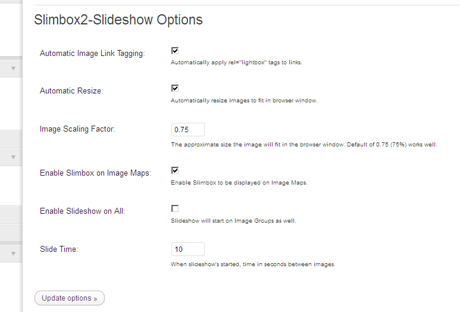 Slimbox2-Slideshow Options
Automatic Image Link Tagging:
Automatically apply rel="lightbox" tags to links.
Automatic Resize:
Automatically resize images to fit in browser window.
Image Scaling Factor:
0.75
The approximate size the image will fit in the browser window. Default of 0.75 (75%) works well.
Enable Slimbox on Image Maps:
Enable Slimbox to be displayed on Image Maps.
Enable Slideshow on All:
Slideshow will start on Image Groups as well.
Slide Time:
10
When slideshow's started, time in seconds between images.
Update options »